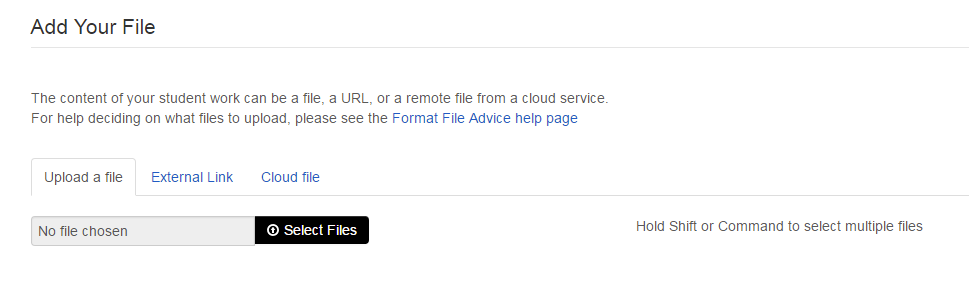 Add Your File
The content of your student work can be a file, a URL, or a remote file from a cloud service.
For help deciding on what files to upload, please see the Format File Advice help page
Upload a file External Link Cloud file
No file chosen Select Files Hold Shift or Command to select multiple files